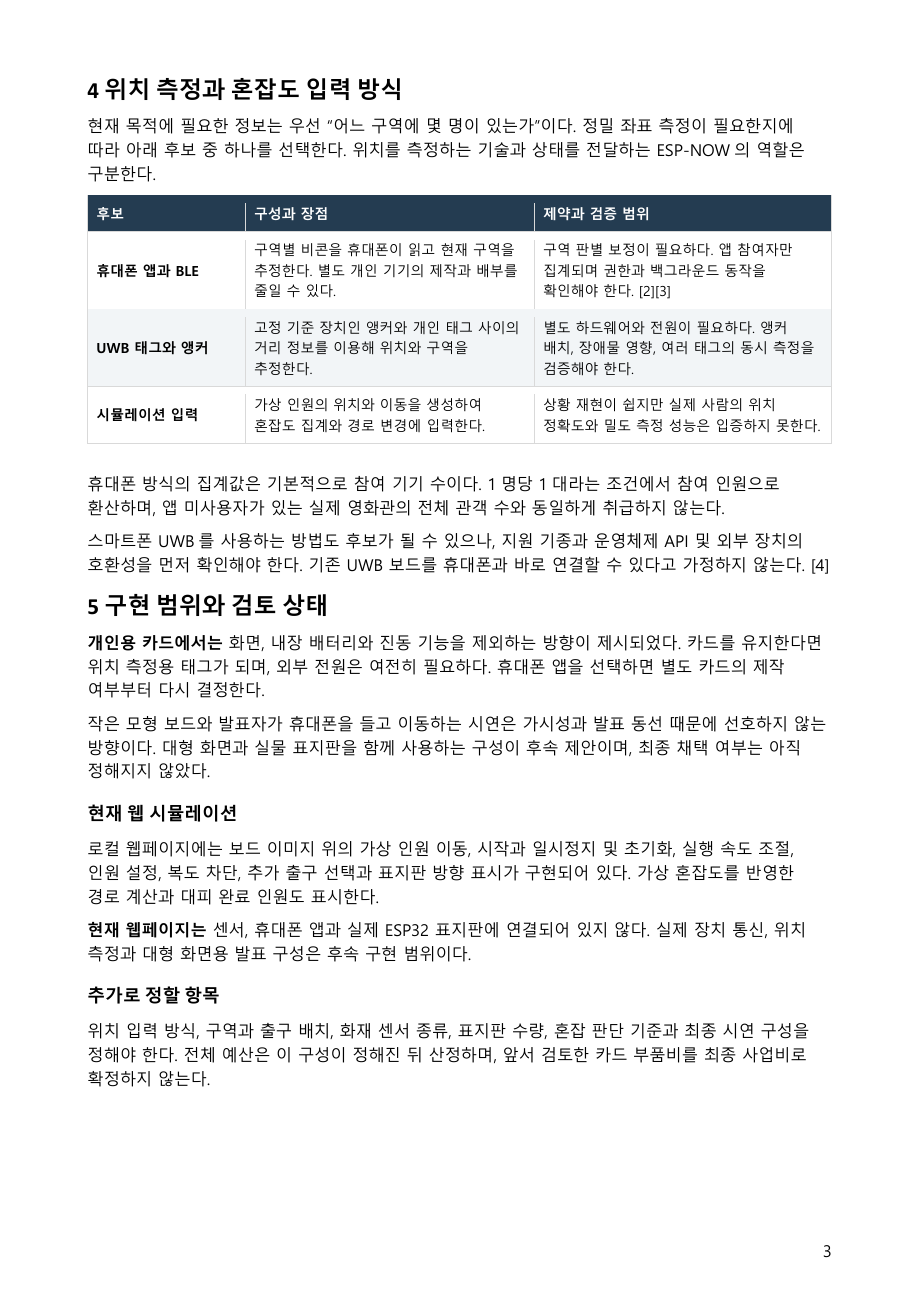 4 위치 측정과 혼잡도 입력 방식
현재 목적에 필요한 정보는 우선 “어느 구역에 몇 명이 있는가”이다. 정밀 좌표 측정이 필요한지에
따라 아래 후보 중 하나를 선택한다. 위치를 측정하는 기술과 상태를 전달하는 ESP-NOW 의 역할은
구분한다.
후보 구성과 장점 제약과 검증 범위
휴대폰 앱과 BLE
구역별 비콘을 휴대폰이 읽고 현재 구역을
추정한다. 별도 개인 기기의 제작과 배부를
줄일 수 있다.
구역 판별 보정이 필요하다. 앱 참여자만
집계되며 권한과 백그라운드 동작을
확인해야 한다. [2][3]
UWB 태그와 앵커
고정 기준 장치인 앵커와 개인 태그 사이의
거리 정보를 이용해 위치와 구역을
추정한다.
별도 하드웨어와 전원이 필요하다. 앵커
배치, 장애물 영향, 여러 태그의 동시 측정을
검증해야 한다.
시뮬레이션 입력
가상 인원의 위치와 이동을 생성하여
혼잡도 집계와 경로 변경에 입력한다.
상황 재현이 쉽지만 실제 사람의 위치
정확도와 밀도 측정 성능은 입증하지 못한다.
휴대폰 방식의 집계값은 기본적으로 참여 기기 수이다. 1 명당 1 대라는 조건에서 참여 인원으로
환산하며, 앱 미사용자가 있는 실제 영화관의 전체 관객 수와 동일하게 취급하지 않는다.
스마트폰 UWB 를 사용하는 방법도 후보가 될 수 있으나, 지원 기종과 운영체제 API 및 외부 장치의
호환성을 먼저 확인해야 한다. 기존 UWB 보드를 휴대폰과 바로 연결할 수 있다고 가정하지 않는다. [4]
5 구현 범위와 검토 상태
개인용 카드에서는 화면, 내장 배터리와 진동 기능을 제외하는 방향이 제시되었다. 카드를 유지한다면
위치 측정용 태그가 되며, 외부 전원은 여전히 필요하다. 휴대폰 앱을 선택하면 별도 카드의 제작
여부부터 다시 결정한다.
작은 모형 보드와 발표자가 휴대폰을 들고 이동하는 시연은 가시성과 발표 동선 때문에 선호하지 않는
방향이다. 대형 화면과 실물 표지판을 함께 사용하는 구성이 후속 제안이며, 최종 채택 여부는 아직
정해지지 않았다.
현재 웹 시뮬레이션
로컬 웹페이지에는 보드 이미지 위의 가상 인원 이동, 시작과 일시정지 및 초기화, 실행 속도 조절,
인원 설정, 복도 차단, 추가 출구 선택과 표지판 방향 표시가 구현되어 있다. 가상 혼잡도를 반영한
경로 계산과 대피 완료 인원도 표시한다.
현재 웹페이지는 센서, 휴대폰 앱과 실제 ESP32 표지판에 연결되어 있지 않다. 실제 장치 통신, 위치
측정과 대형 화면용 발표 구성은 후속 구현 범위이다.
추가로 정할 항목
위치 입력 방식, 구역과 출구 배치, 화재 센서 종류, 표지판 수량, 혼잡 판단 기준과 최종 시연 구성을
정해야 한다. 전체 예산은 이 구성이 정해진 뒤 산정하며, 앞서 검토한 카드 부품비를 최종 사업비로
확정하지 않는다.
3